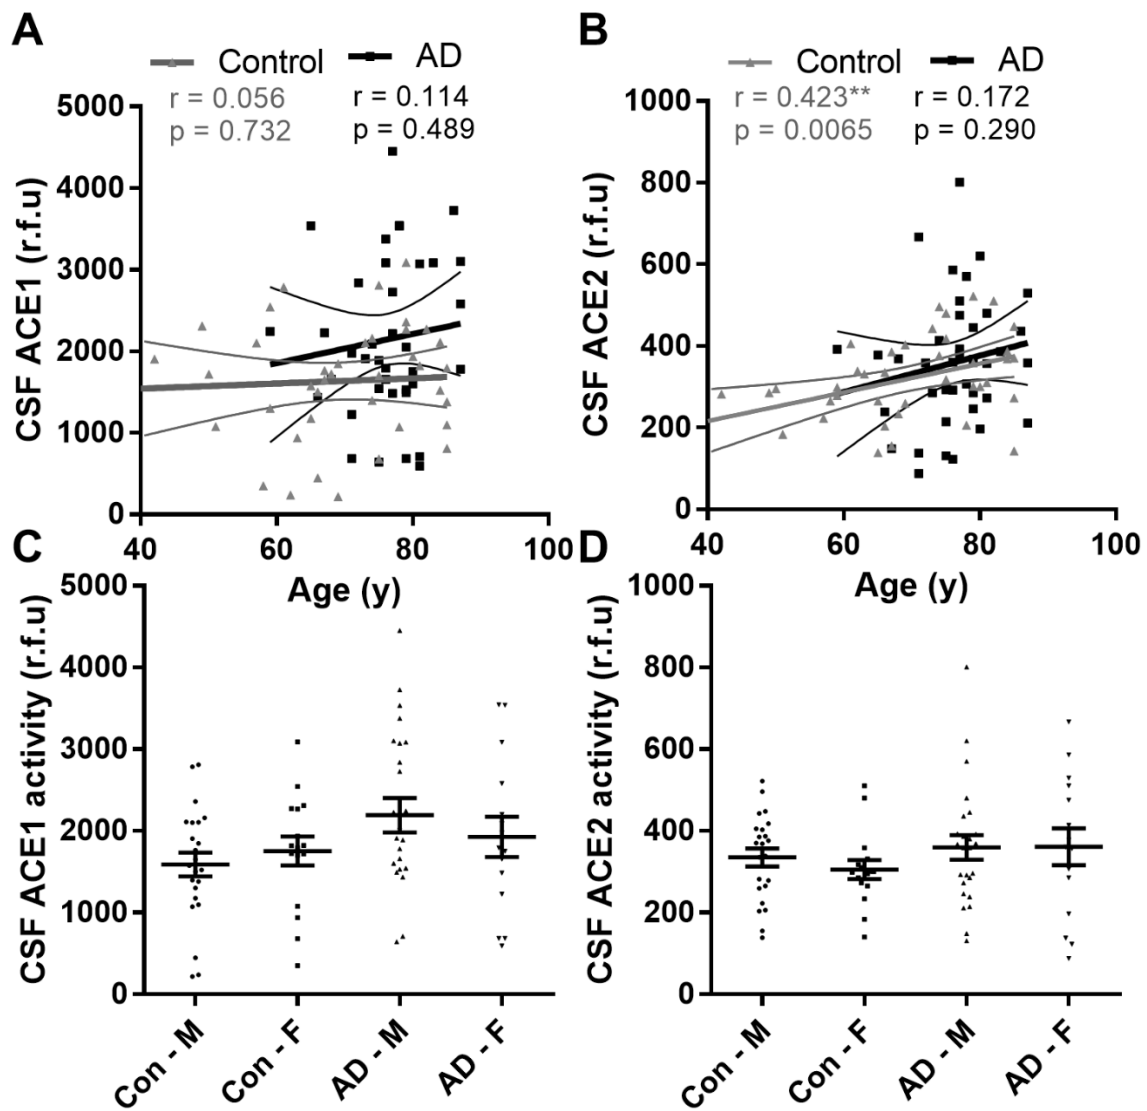 A
Control AD
r = 0.056 r = 0.114
p = 0.732 p = 0.489
CSF ACE1 (r.f.u)
5000
4000
3000
2000
1000
0
40 60 80 100
Age (y)
B
Control AD
r = 0.423** r = 0.172
p = 0.0065 p = 0.290
CSF ACE2 (r.f.u)
1000
800
600
400
200
0
40 60 80 100
Age (y)
C
CSF ACE1 activity (r.f.u)
5000
4000
3000
2000
1000
0
Con - M Con - F AD - M AD - F
D
CSF ACE2 activity (r.f.u)
1000
800
600
400
200
0
Con - M Con - F AD - M AD - F